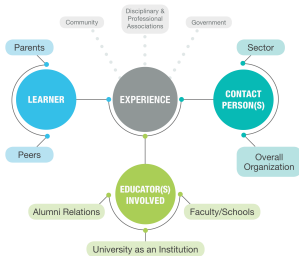 Community
Disciplinary &
Professional
Associations
Government
Parents
Sector
LEARNER
EXPERIENCE
CONTACT
PERSON(S)
Peers
Overall
Organization
EDUCATOR(S)
INVOLVED
Alumni Relations
Faculty/Schools
University as an Institution